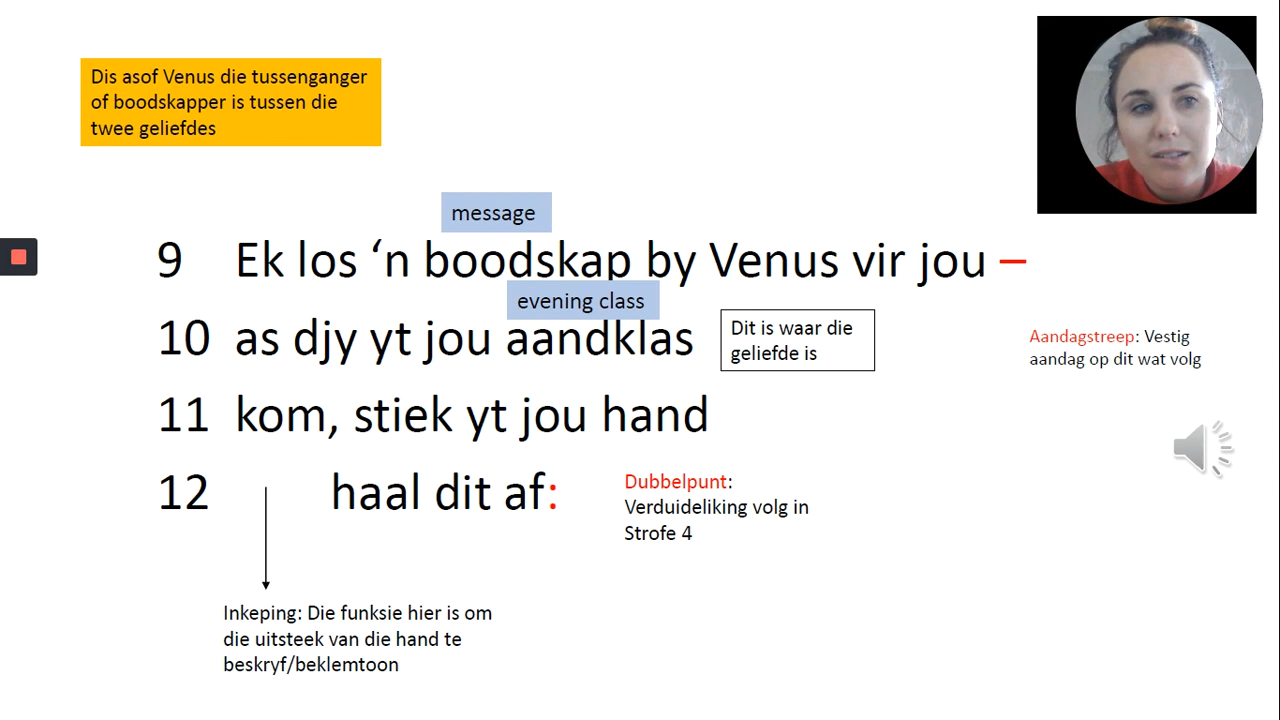 Dis asof Venus die tussenganger
of boodskapper is tussen die
twee geliefdes
message
9 Ek los ‘n boodskap by Venus vir jou –
evening class
10 as djy yt jou aandklas
Dit is waar die
geliefde is
Aandagstreep: Vestig
aandag op dit wat volg
11 kom, stiek yt jou hand
12 haal dit af:
Dubbelpunt:
Verduideliking volg in
Strofe 4
Inkeping: Die funksie hier is om
die uitsteek van die hand te
beskryf/beklemtoon